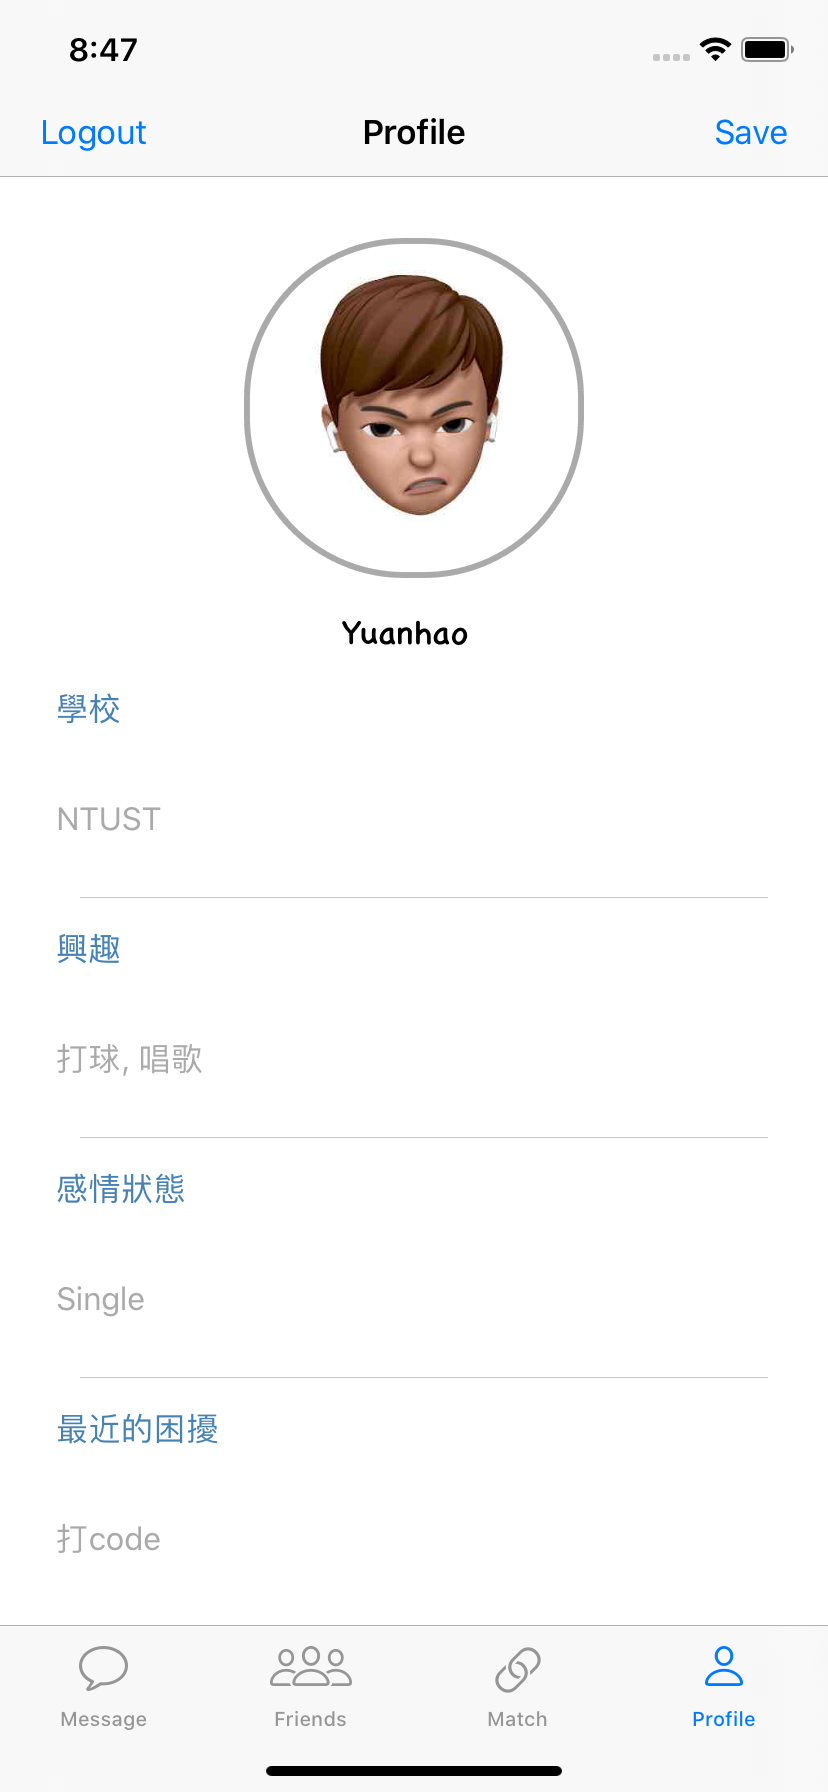 8:47
Logout Profile Save
Yuanhao
學校
NTUST
興趣
打球, 唱歌
感情狀態
Single
最近的困擾
打code
Message Friends Match Profile